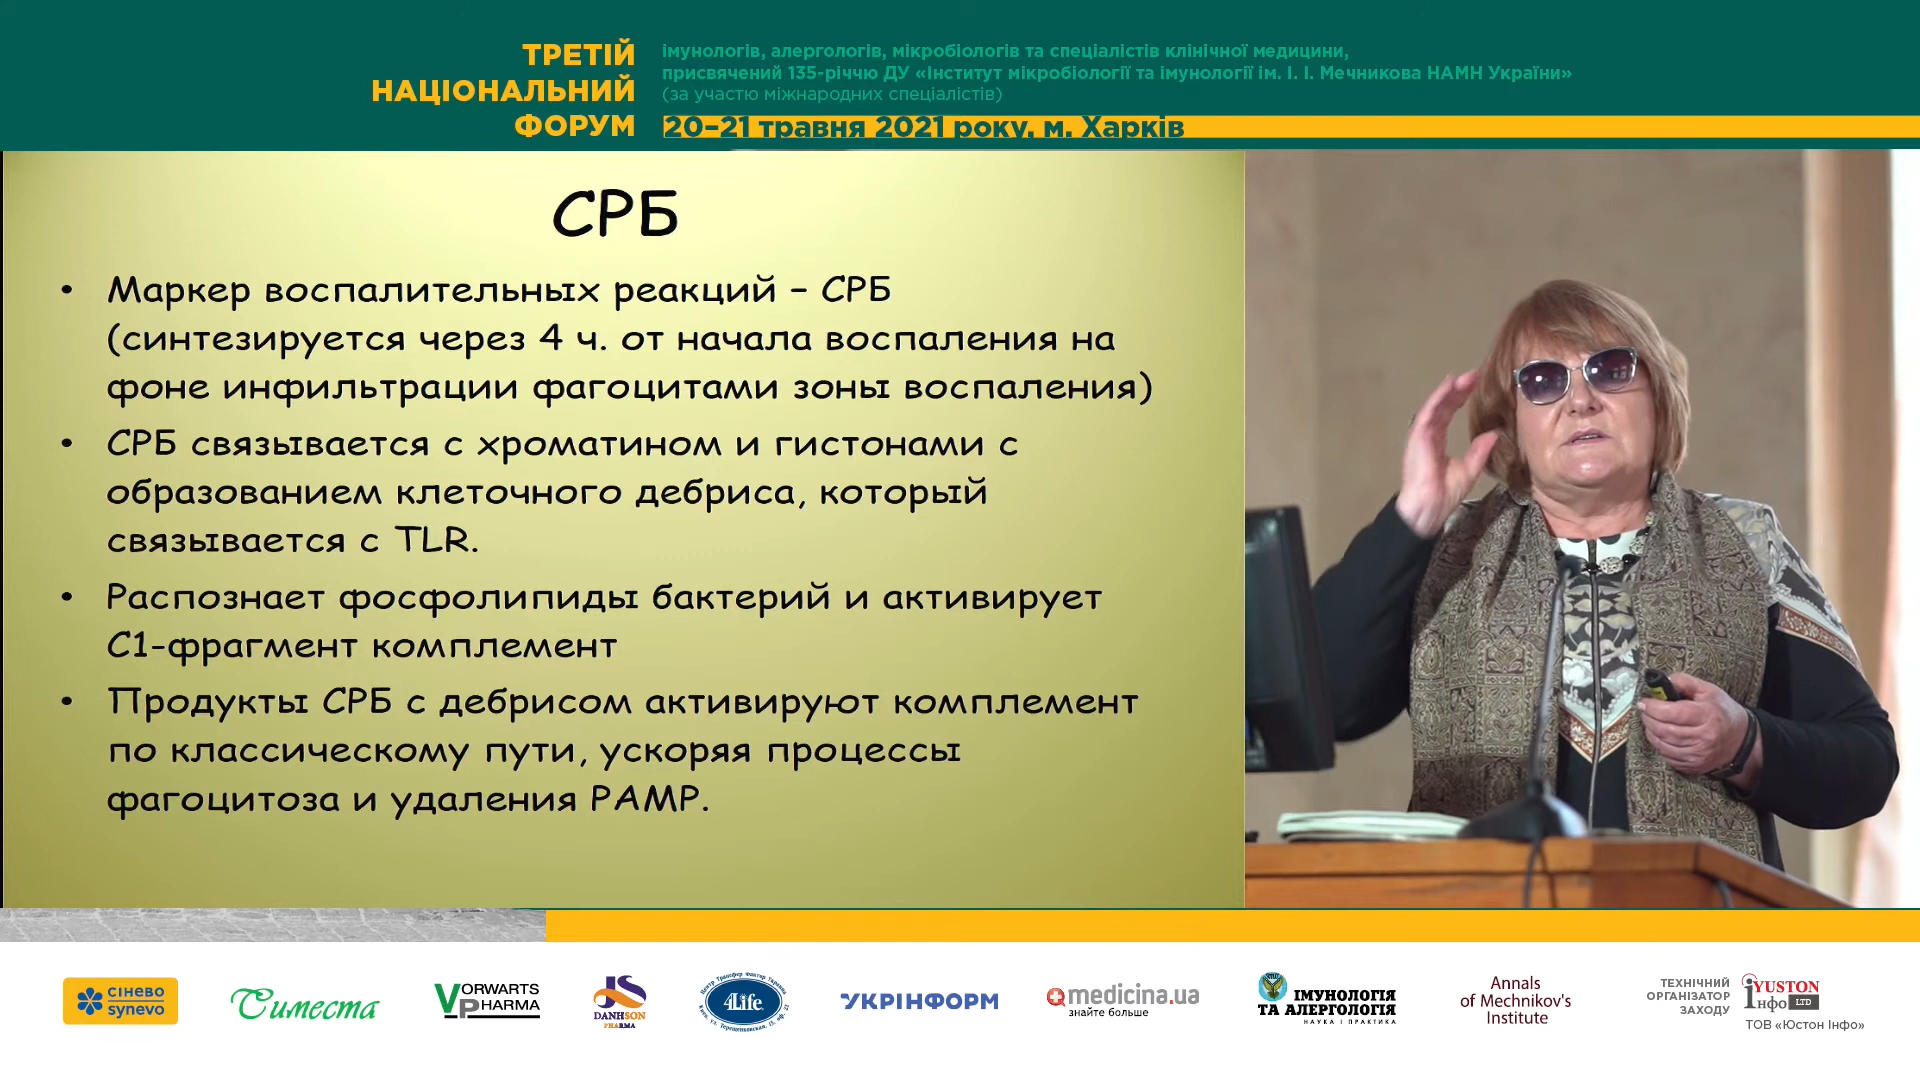 ТРЕТІЙ
НАЦІОНАЛЬНИЙ
ФОРУМ
імунологів, алергологів, мікробіологів та спеціалістів клінічної медицини,
присвячений 135-річчю ДУ «Інститут мікробіології та імунології ім. І. І. Мечникова НАМН України»
(за участю міжнародних спеціалістів)
20–21 травня 2021 року, м. Харків
СРБ
• Маркер воспалительных реакций – СРБ
(синтезируется через 4 ч. от начала воспаления на
фоне инфильтрации фагоцитами зоны воспаления)
• СРБ связывается с хроматином и гистонами с
образованием клеточного дебриса, который
связывается с TLR.
• Распознает фосфолипиды бактерий и активирует
С1-фрагмент комплемент
• Продукты СРБ с дебрисом активируют комплемент
по классическому пути, ускоряя процессы
фагоцитоза и удаления PAMP.
СІНЕВО
synevo
Симеста
VORWARTS
PHARMA
DANHSON
PHARMA
Центр Трансфер Фактор Україна
4Life
УКРІНФОРМ
medicina.ua
знайте больше
ІМУНОЛОГІЯ
ТА АЛЕРГОЛОГІЯ
НАУКА І ПРАКТИКА
Annals
of Mechnikov's
Institute
ТЕХНІЧНИЙ
ОРГАНІЗАТОР
ЗАХОДУ
YUSTON
Інфо LTD
ТОВ «Юстон Інфо»